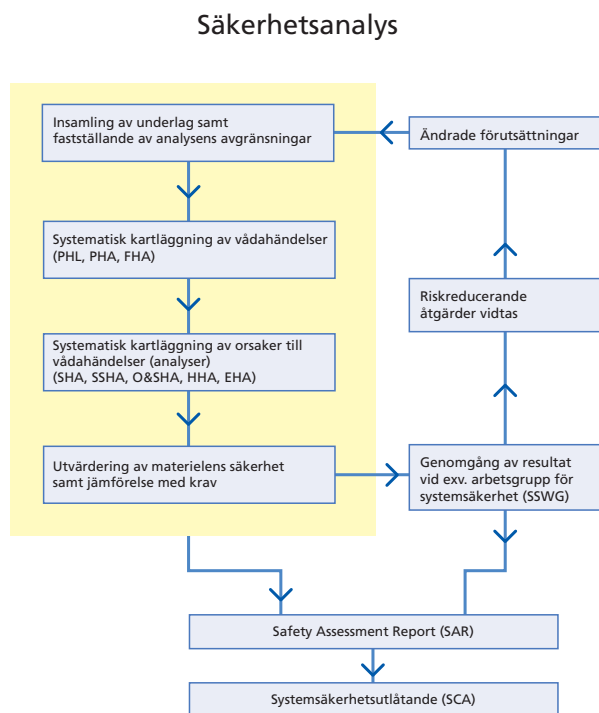 Säkerhetsanalys
Insamling av underlag samt
fastställande av analysens avgränsningar
Ändrade förutsättningar
Systematisk kartläggning av vådahändelser
(PHL, PHA, FHA)
Riskreducerande
åtgärder vidtas
Systematisk kartläggning av orsaker till
vådahändelser (analyser)
(SHA, SSHA, O&SHA, HHA, EHA)
Utvärdering av materielens säkerhet
samt jämförelse med krav
Genomgång av resultat
vid exv. arbetsgrupp för
systemsäkerhet (SSWG)
Safety Assessment Report (SAR)
Systemsäkerhetsutlåtande (SCA)